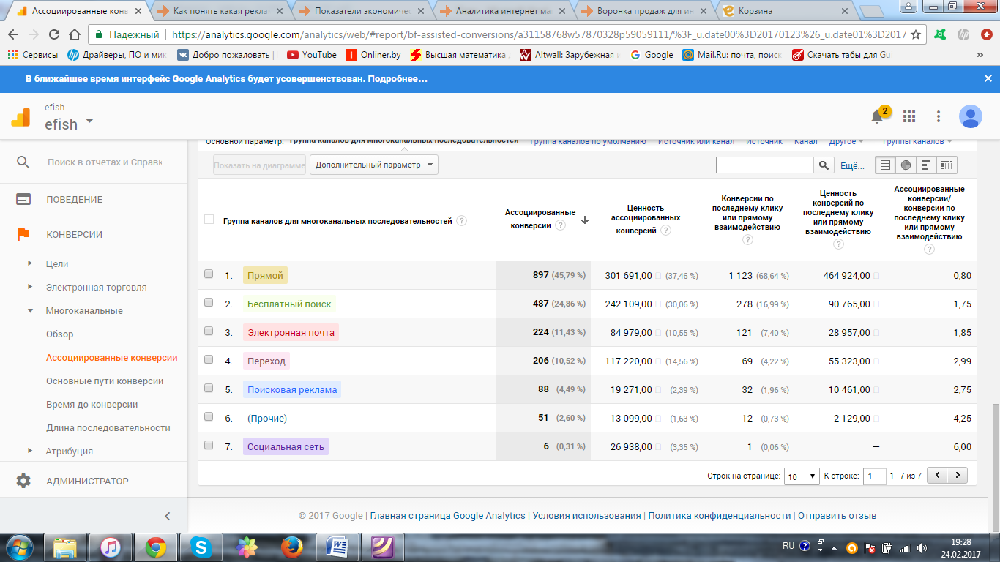 Ассоциированные конв
Как понять какая рекла
Показатели экономичес
Аналитика интернет ма
Воронка продаж для ин
Корзина
Надежный
https://analytics.google.com/analytics/web/#report/bf-assisted-conversions/a31158768w57870328p59059111/%3F_u.date00%3D20170123%26_u.date01%3D2017
Сервисы
Драйверы, ПО и мик
Добро пожаловать |
YouTube
Onliner.by
Высшая математика
Altwall: Зарубежная и
Google
Mail.Ru: почта, поиск
Скачать табы для Gu
»
В ближайшее время интерфейс Google Analytics будет усовершенствован. Подробнее...
efish
efish
2
Основной параметр: Группа каналов для многоканальных последовательностей Группа каналов по умолчанию Источник или канал Источник Канал Другое Группы каналов
Поиск в отчетах и Справк
Показать на диаграмме
Дополнительный параметр
Ещё...
ПОВЕДЕНИЕ
КОНВЕРСИИ
Цели
Электронная торговля
Многоканальные
Обзор
Ассоциированные конверсии
Основные пути конверсии
Время до конверсии
Длина последовательности
Атрибуция
АДМИНИСТРАТОР
Группа каналов для многоканальных последовательностей ?
Ассоциированные
конверсии ?
Ценность
ассоциированных
конверсий ?
Конверсии по
последнему клику
или прямому
взаимодействию
?
Ценность
конверсий по
последнему клику
или прямому
взаимодействию
?
Ассоциированные
конверсии/
конверсии по
последнему клику
или прямому
взаимодействию
?
1. Прямой 897 (45,79 %) 301 691,00 (37,46 %) 1 123 (68,64 %) 464 924,00 0,80
2. Бесплатный поиск 487 (24,86 %) 242 109,00 (30,06 %) 278 (16,99 %) 90 765,00 1,75
3. Электронная почта 224 (11,43 %) 84 979,00 (10,55 %) 121 (7,40 %) 28 957,00 1,85
4. Переход 206 (10,52 %) 117 220,00 (14,56 %) 69 (4,22 %) 55 323,00 2,99
5. Поисковая реклама 88 (4,49 %) 19 271,00 (2,39 %) 32 (1,96 %) 10 461,00 2,75
6. (Прочие) 51 (2,60 %) 13 099,00 (1,63 %) 12 (0,73 %) 2 129,00 4,25
7. Социальная сеть 6 (0,31 %) 26 938,00 (3,35 %) 1 (0,06 %) — 6,00
Строк на странице: 10 К строке: 1 1–7 из 7
© 2017 Google | Главная страница Google Analytics | Условия использования | Политика конфиденциальности | Отправить отзыв
RU
19:28
24.02.2017